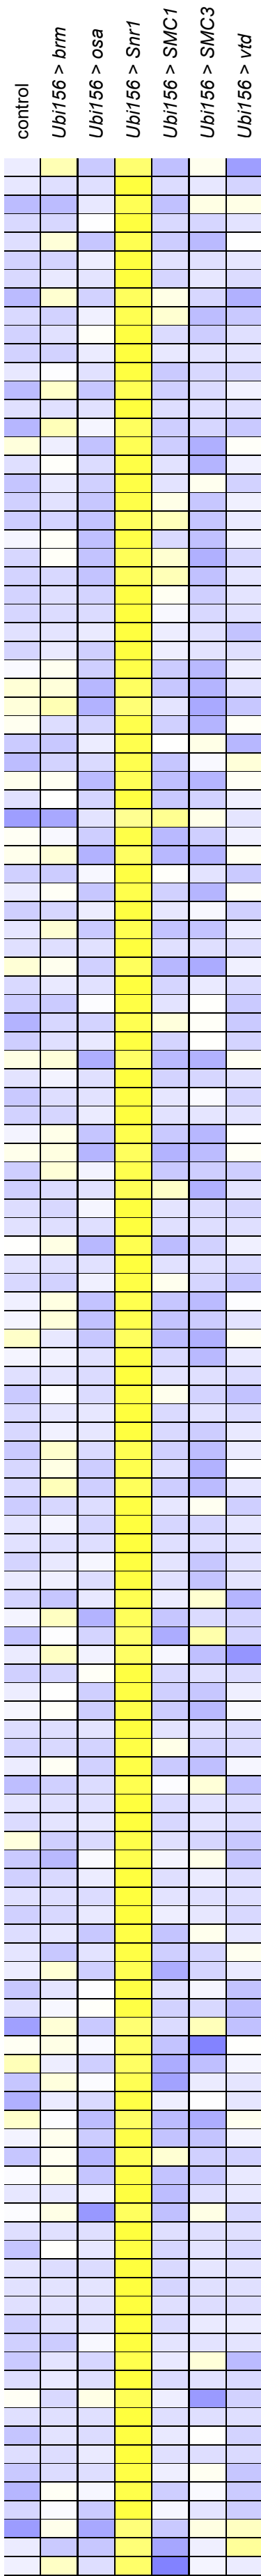 control
Ubi156 > brm
Ubi156 > osa
Ubi156 > Snr1
Ubi156 > SMC1
Ubi156 > SMC3
Ubi156 > vtd